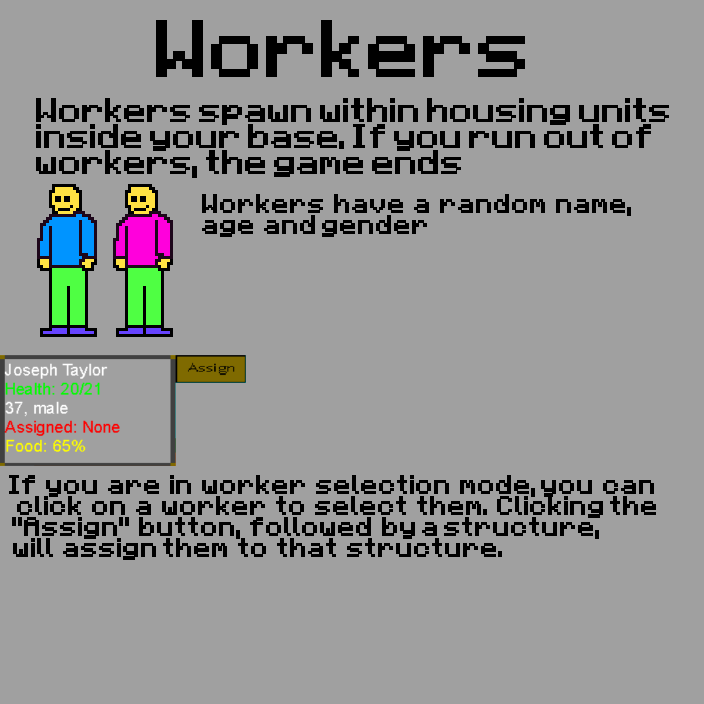 Workers
Workers spawn within housing units
inside your base. If you run out of
workers, the game ends
Workers have a random name,
age and gender
Joseph Taylor
Health: 20/21
37, male
Assigned: None
Food: 65%
Assign
If you are in worker selection mode, you can
click on a worker to select them. Clicking the
"Assign" button, followed by a structure,
will assign them to that structure.